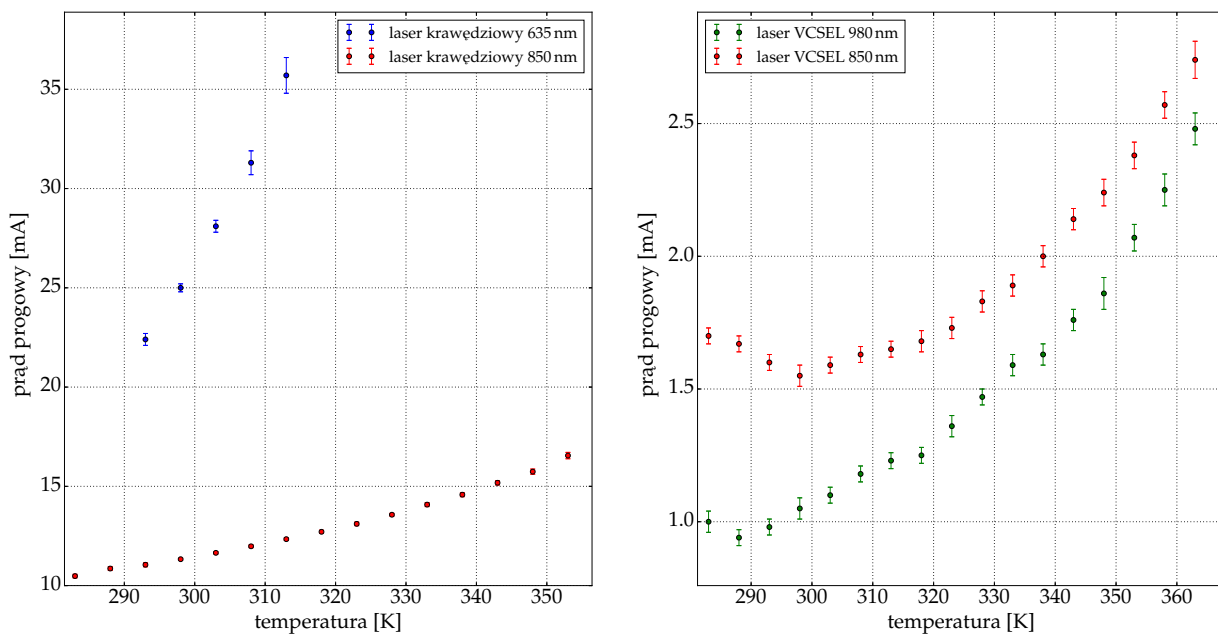 laser krawędziowy 635 nm
laser krawędziowy 850 nm
35
30
25
20
15
10
prąd progowy [mA]
290 300 310 320 330 340 350
temperatura [K]
laser VCSEL 980 nm
laser VCSEL 850 nm
2.5
2.0
1.5
1.0
prąd progowy [mA]
290 300 310 320 330 340 350 360
temperatura [K]